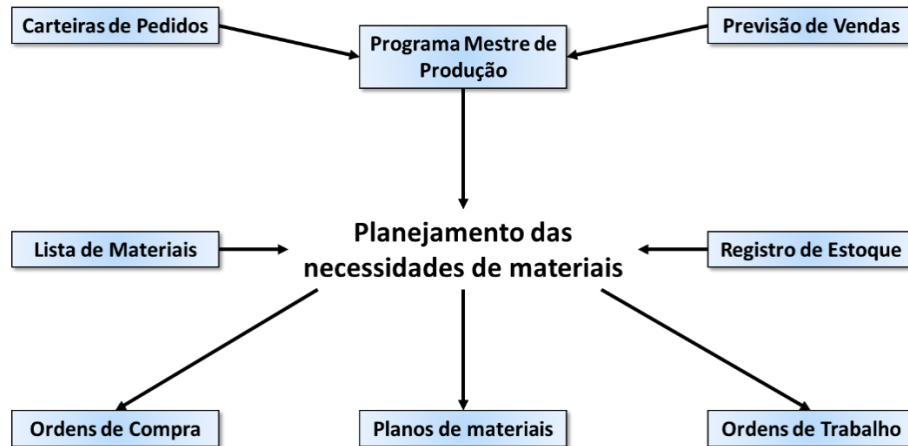 Carteiras de Pedidos
Programa Mestre de
Produção
Previsão de Vendas
Lista de Materiais
Planejamento das
necessidades de materiais
Registro de Estoque
Ordens de Compra
Planos de materiais
Ordens de Trabalho